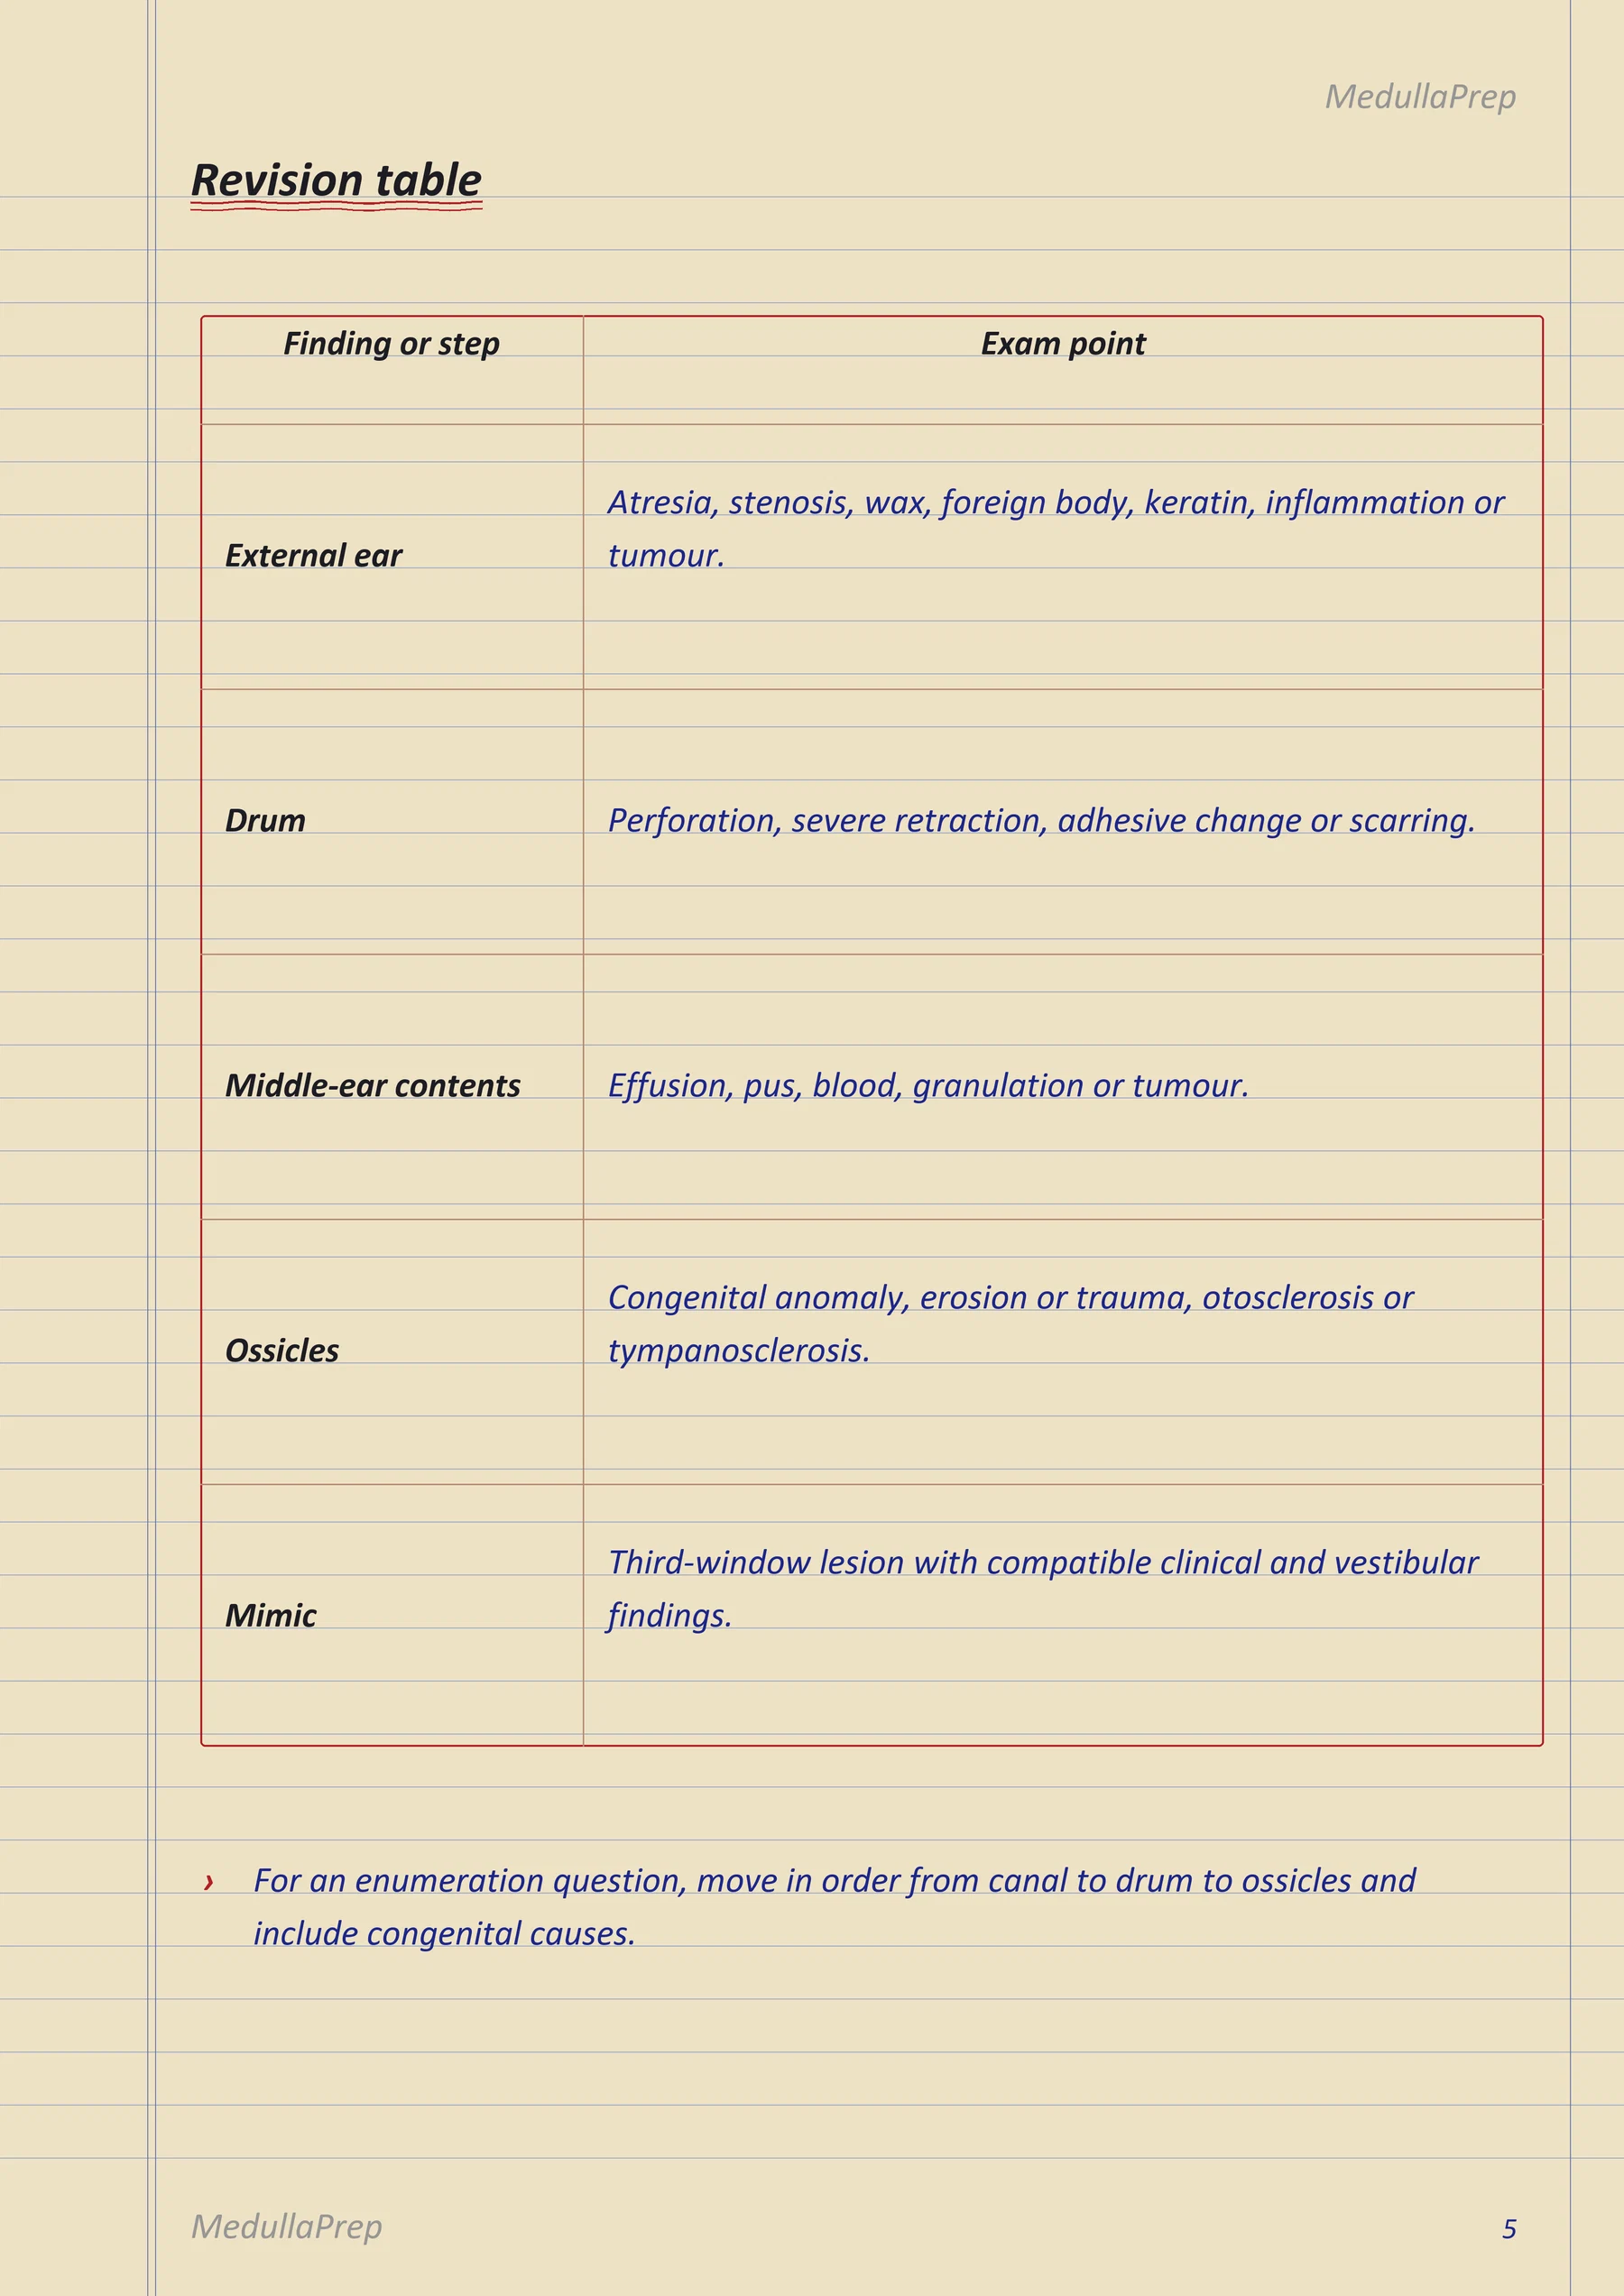 MedullaPrep
Revision table
Finding or step
Exam point
External ear
Atresia, stenosis, wax, foreign body, keratin, inflammation or
tumour.
Drum
Perforation, severe retraction, adhesive change or scarring.
Middle-ear contents
Effusion, pus, blood, granulation or tumour.
Ossicles
Congenital anomaly, erosion or trauma, otosclerosis or
tympanosclerosis.
Mimic
Third-window lesion with compatible clinical and vestibular
findings.
› For an enumeration question, move in order from canal to drum to ossicles and
include congenital causes.
MedullaPrep
5